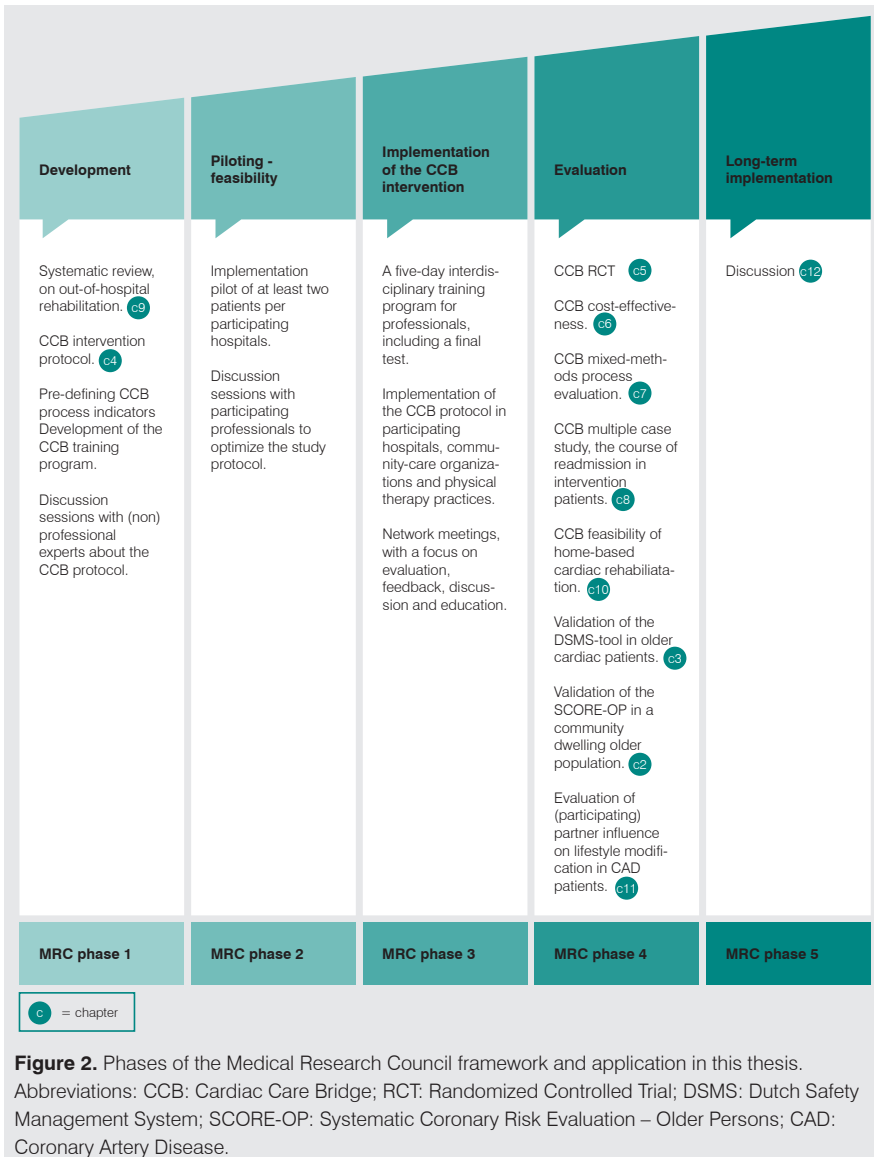 Development
Piloting -
feasibility
Implementation
of the CCB
intervention
Evaluation
Long-term
implementation
Systematic review,
on out-of-hospital
rehabilitation. c9
CCB intervention
protocol. c4
Pre-defining CCB
process indicators
Development of the
CCB training
program.
Discussion
sessions with (non)
professional
experts about the
CCB protocol.
Implementation
pilot of at least two
patients per
participating
hospitals.
Discussion
sessions with
participating
professionals to
optimize the study
protocol.
A five-day interdis-
ciplinary training
program for
professionals,
including a final
test.
Implementation of
the CCB protocol in
participating
hospitals, commu-
nity-care organiza-
tions and physical
therapy practices.
Network meetings,
with a focus on
evaluation,
feedback, discus-
sion and education.
CCB RCT c5
CCB cost-effective-
ness. c6
CCB mixed-meth-
ods process
evaluation. c7
CCB multiple case
study, the course of
readmission in
intervention
patients. c8
CCB feasibility of
home-based
cardiac rehabiliata-
tion. c10
Validation of the
DSMS-tool in older
cardiac patients. c3
Validation of the
SCORE-OP in a
community
dwelling older
population. c2
Evaluation of
(participating)
partner influence
on lifestyle modifi-
cation in CAD
patients. c11
Discussion c12
MRC phase 1
MRC phase 2
MRC phase 3
MRC phase 4
MRC phase 5
c = chapter
Figure 2. Phases of the Medical Research Council framework and application in this thesis.
Abbreviations: CCB: Cardiac Care Bridge; RCT: Randomized Controlled Trial; DSMS: Dutch Safety
Management System; SCORE-OP: Systematic Coronary Risk Evaluation – Older Persons; CAD:
Coronary Artery Disease.